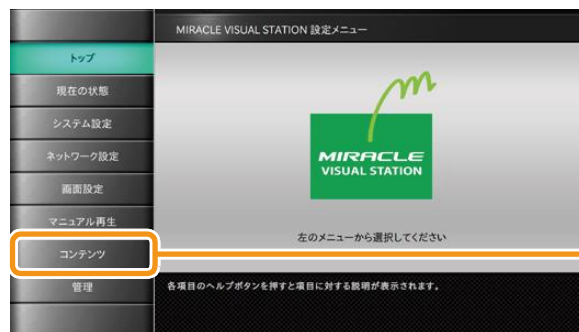 MIRACLE VISUAL STATION 設定メニュー
トップ
現在の状態
システム設定
ネットワーク設定
画面設定
マニュアル再生
コンテンツ
管理
MIRACLE
VISUAL STATION
左のメニューから選択してください
各項目のヘルプボタンを押すと項目に対する説明が表示されます。